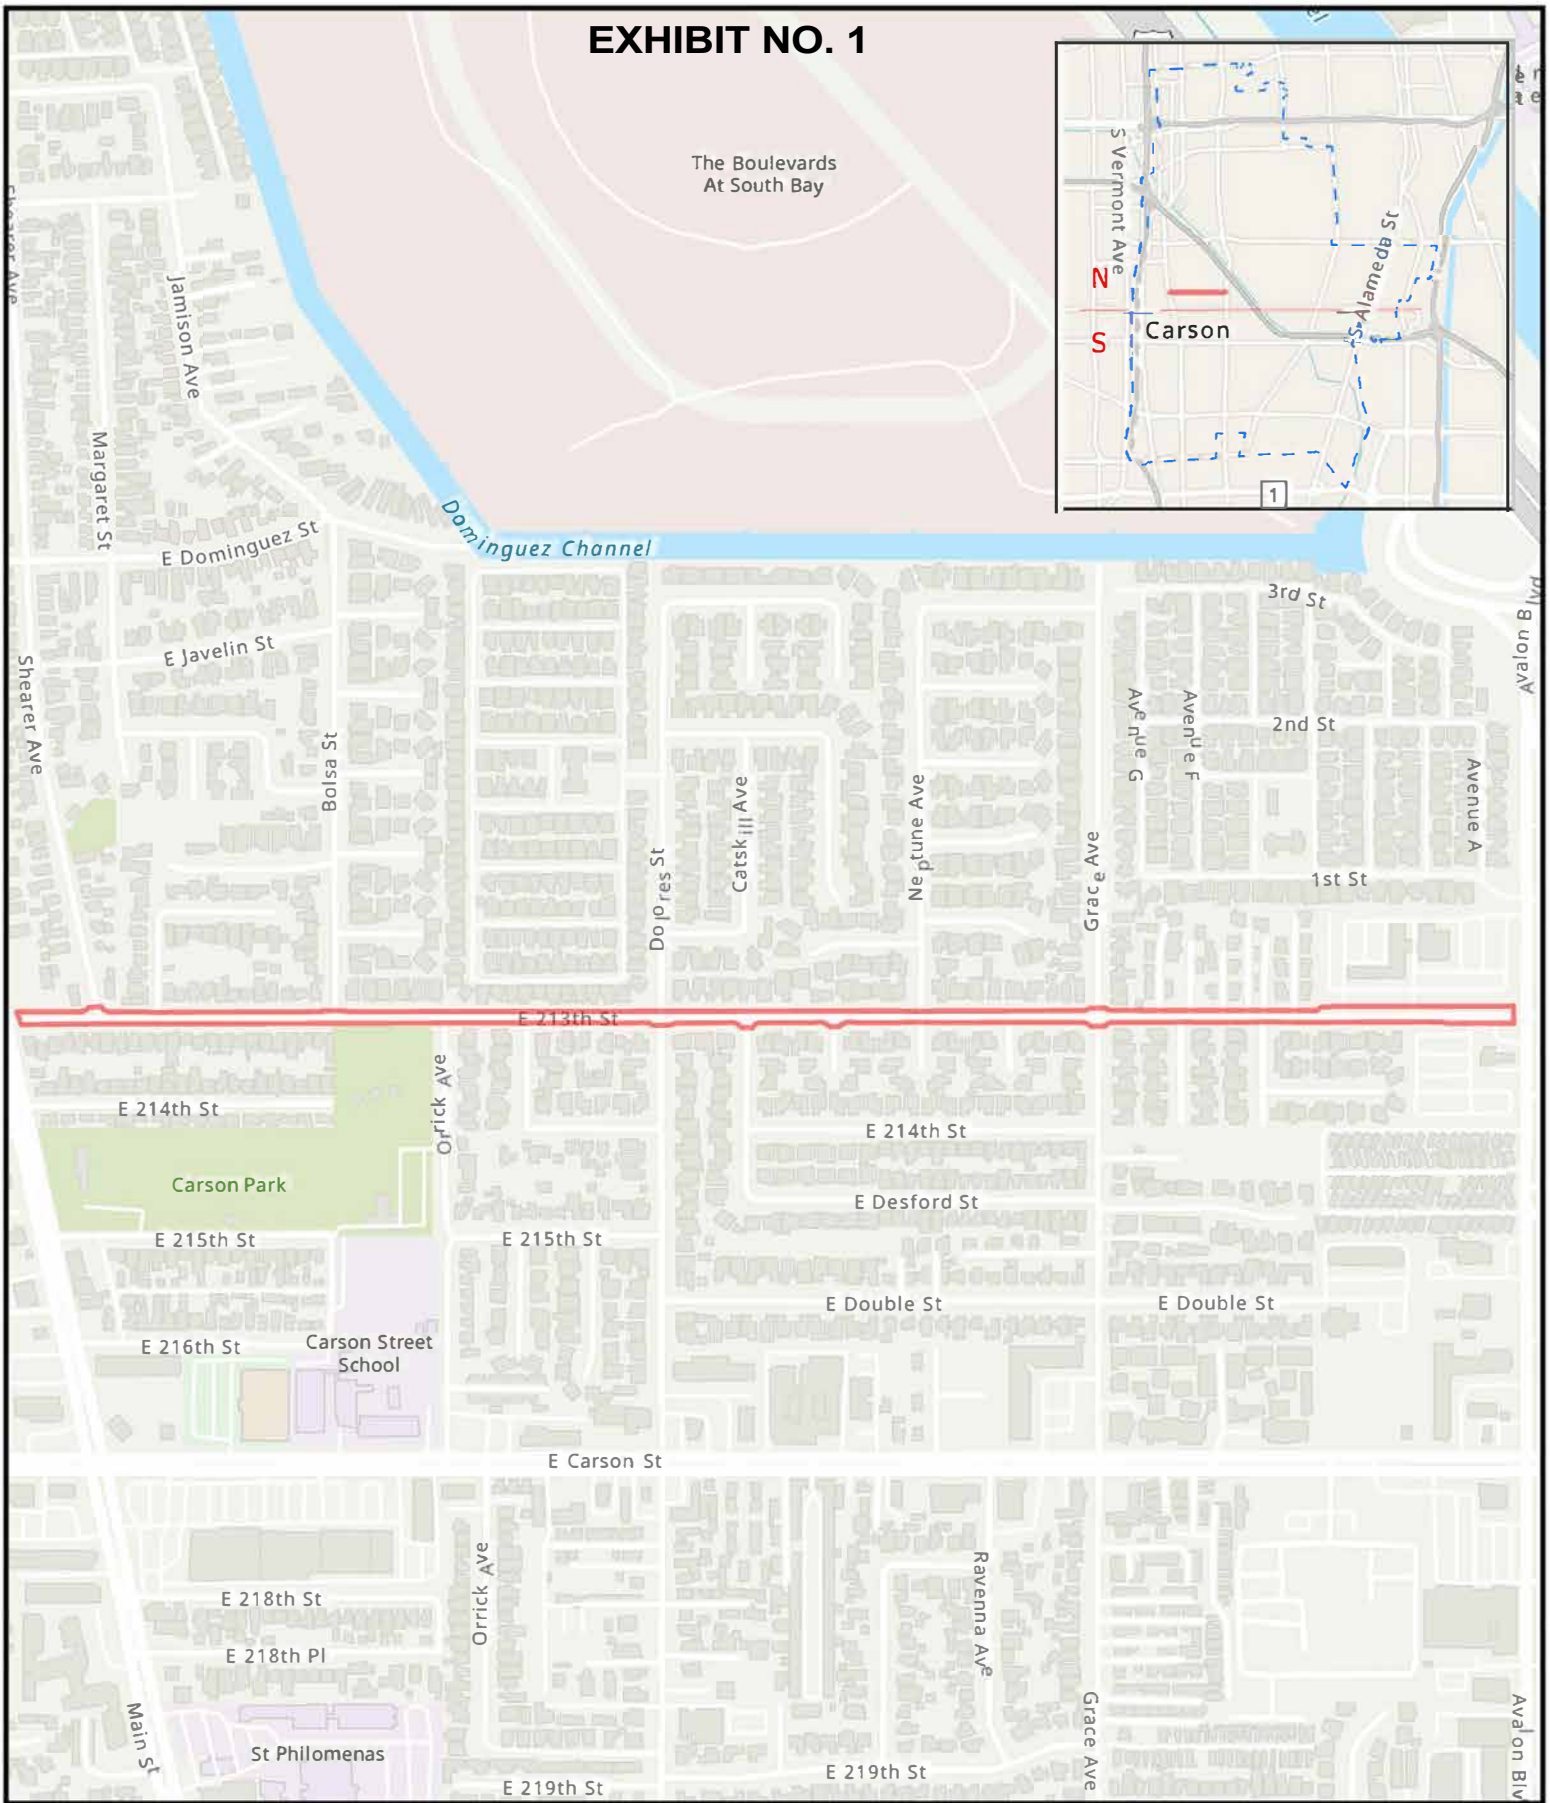 EXHIBIT NO. 1
The Boulevards
At South Bay
S Vermont Ave
S Alameda St
N
Carson
S
1
Shearer Ave
Jamison Ave
Margaret St
E Dominguez St
Dominguez Channel
3rd St
Avalon Blvd
E Javelin St
Shearer Ave
Bolsa St
Avenue G
Avenue F
2nd St
Avenue A
Catskill Ave
Neptune Ave
Dolores St
Grace Ave
1st St
E 213th St
Orrick Ave
E 214th St
E 214th St
Carson Park
E Desford St
E 215th St
E 215th St
E Double St
E Double St
E 216th St
Carson Street
School
E Carson St
Orrick Ave
Ravenna Ave
E 218th St
E 218th Pl
Main St
Grace Ave
Avalon Blv
St Philomenas
E 219th St
E 219th St